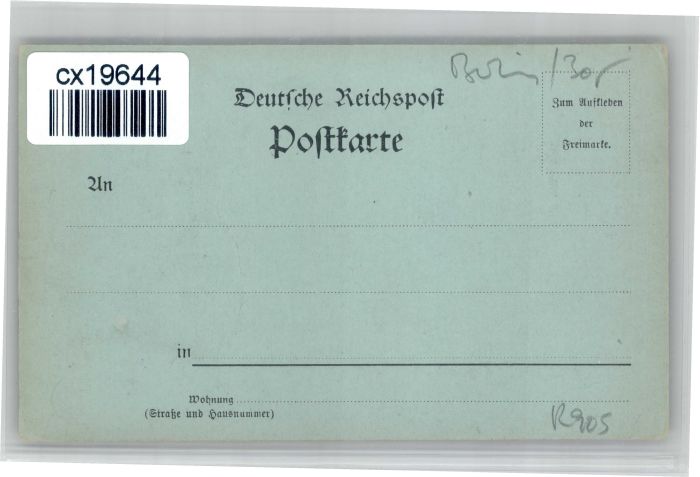 cx19644
Deutsche Reichspost
Postkarte
Zum Aufkleben
der
Freimarke.
An
in
Wohnung
(Straße und Hausnummer)
R905